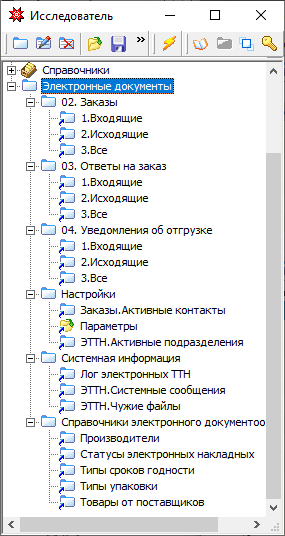 Исследователь
Справочники
Электронные документы
02. Заказы
1.Входящие
2.Исходящие
3.Все
03. Ответы на заказ
1.Входящие
2.Исходящие
3.Все
04. Уведомления об отгрузке
1.Входящие
2.Исходящие
3.Все
Настройки
Заказы.Активные контакты
Параметры
ЭТТН.Активные подразделения
Системная информация
Лог электронных ТТН
ЭТТН.Системные сообщения
ЭТТН.Чужие файлы
Справочники электронного документоо
Производители
Статусы электронных накладных
Типы сроков годности
Типы упаковки
Товары от поставщиков